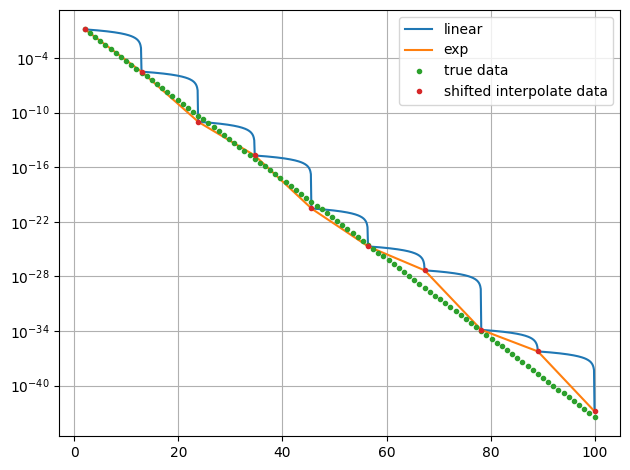 linear
exp
true data
shifted interpolate data
10⁻⁴
10⁻¹⁰
10⁻¹⁶
10⁻²²
10⁻²⁸
10⁻³⁴
10⁻⁴⁰
0 20 40 60 80 100